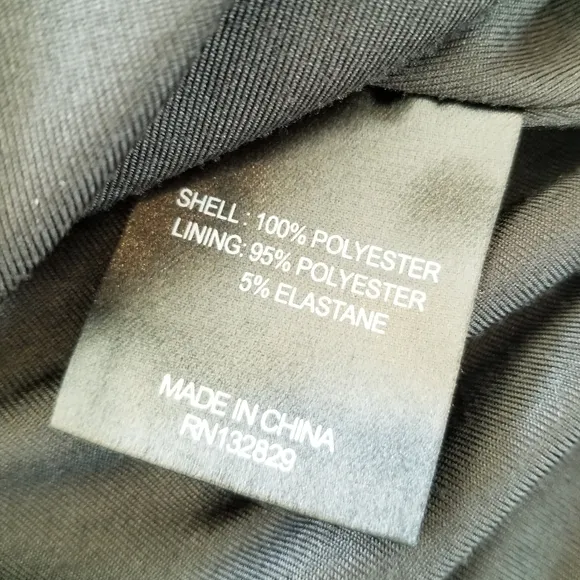 SHELL : 100% POLYESTER
LINING: 95% POLYESTER
5% ELASTANE
MADE IN CHINA
RN132829